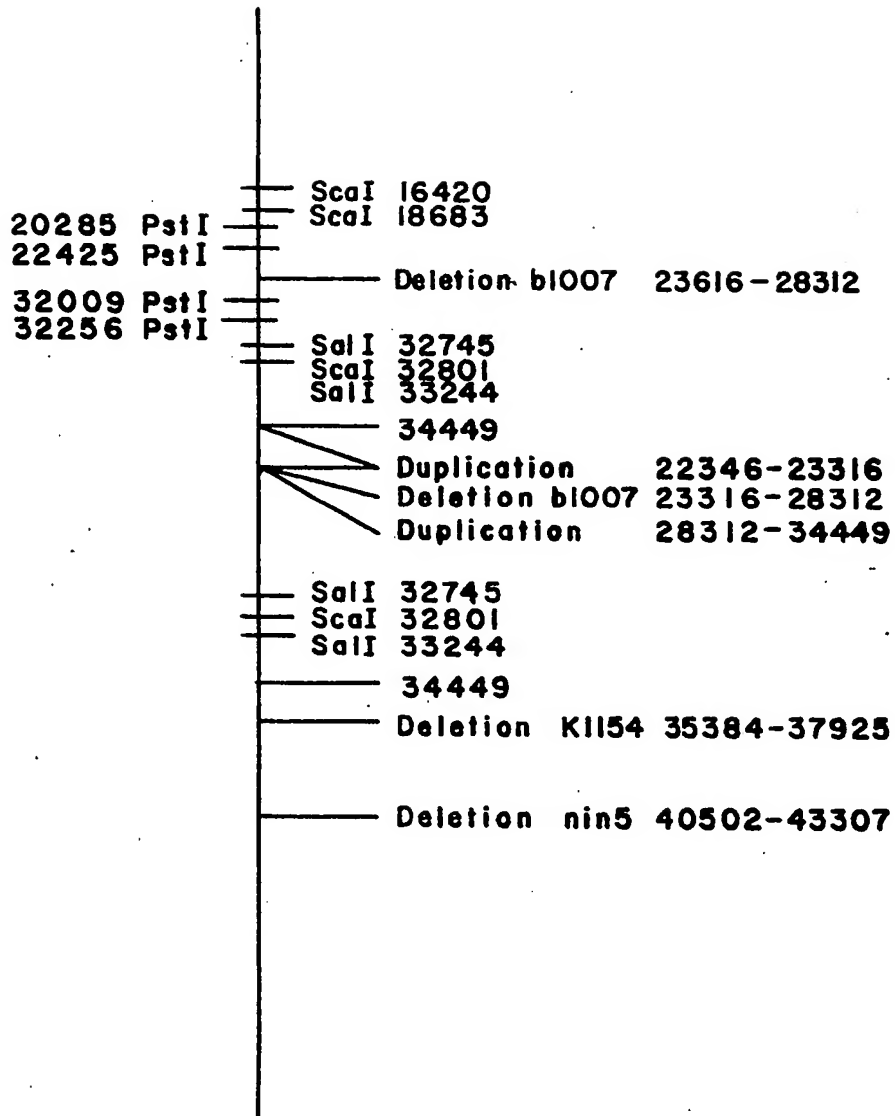 ScaI 16420
ScaI 18683
20285 PstI
22425 PstI
Deletion b1007 23616-28312
32009 PstI
32256 PstI
SalI 32745
ScaI 32801
SalI 33244
34449
Duplication 22346-23316
Deletion b1007 23316-28312
Duplication 28312-34449
SalI 32745
ScaI 32801
SalI 33244
34449
Deletion K1154 35384-37925
Deletion nin5 40502-43307